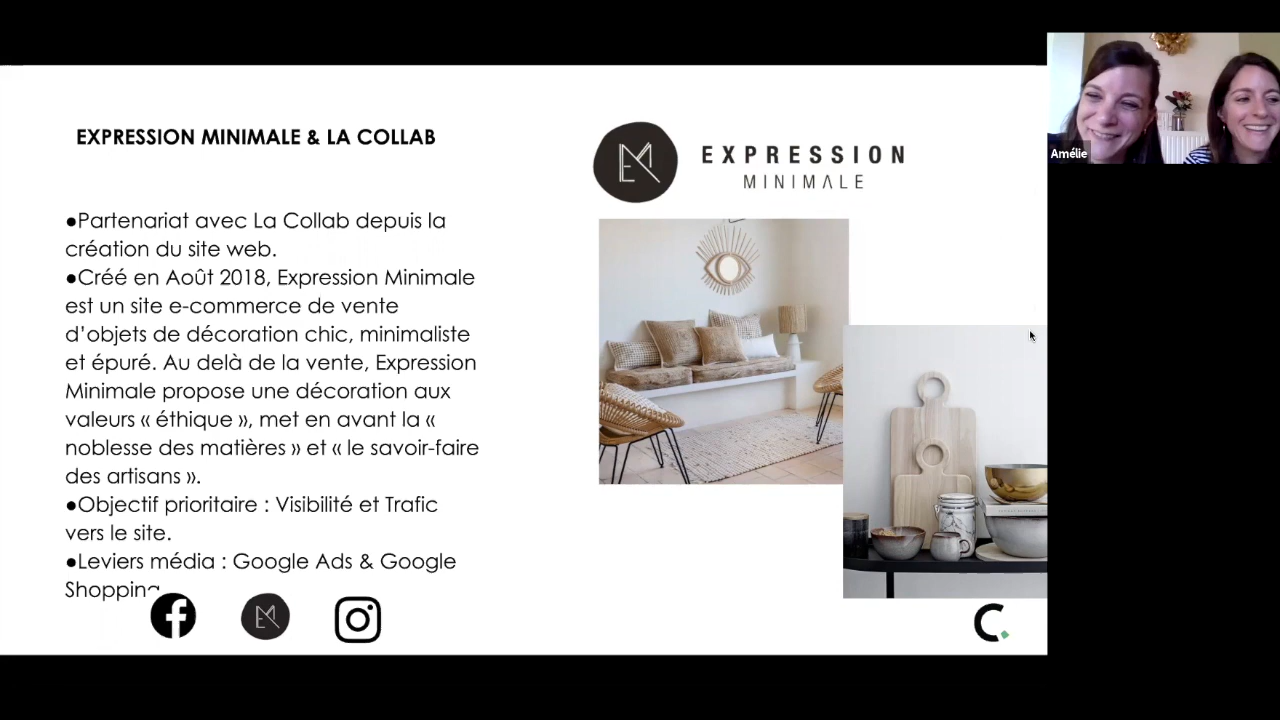 EXPRESSION MINIMALE & LA COLLAB
●Partenariat avec La Collab depuis la
création du site web.
●Créé en Août 2018, Expression Minimale
est un site e-commerce de vente
d’objets de décoration chic, minimaliste
et épuré. Au delà de la vente, Expression
Minimale propose une décoration aux
valeurs « éthique », met en avant la «
noblesse des matières » et « le savoir-faire
des artisans ».
●Objectif prioritaire : Visibilité et Trafic
vers le site.
●Leviers média : Google Ads & Google
Shopping
EM
EXPRESSION
MINIMALE
EM
C.
Amélie